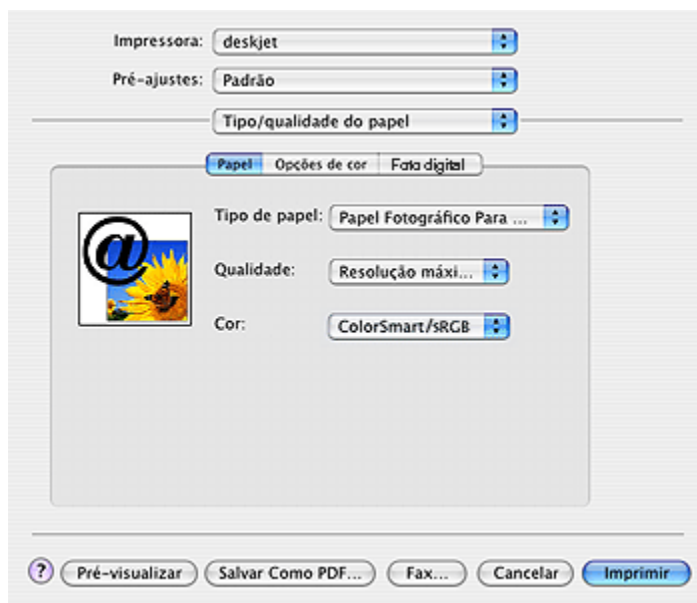 Impressora: deskjet
Pré-ajustes: Padrão
Tipo/qualidade do papel
Papel Opções de cor Foto digital
@
Tipo de papel: Papel Fotográfico Para ...
Qualidade: Resolução máxi...
Cor: ColorSmart/sRGB
? Pré-visualizar Salvar Como PDF... Fax... Cancelar Imprimir